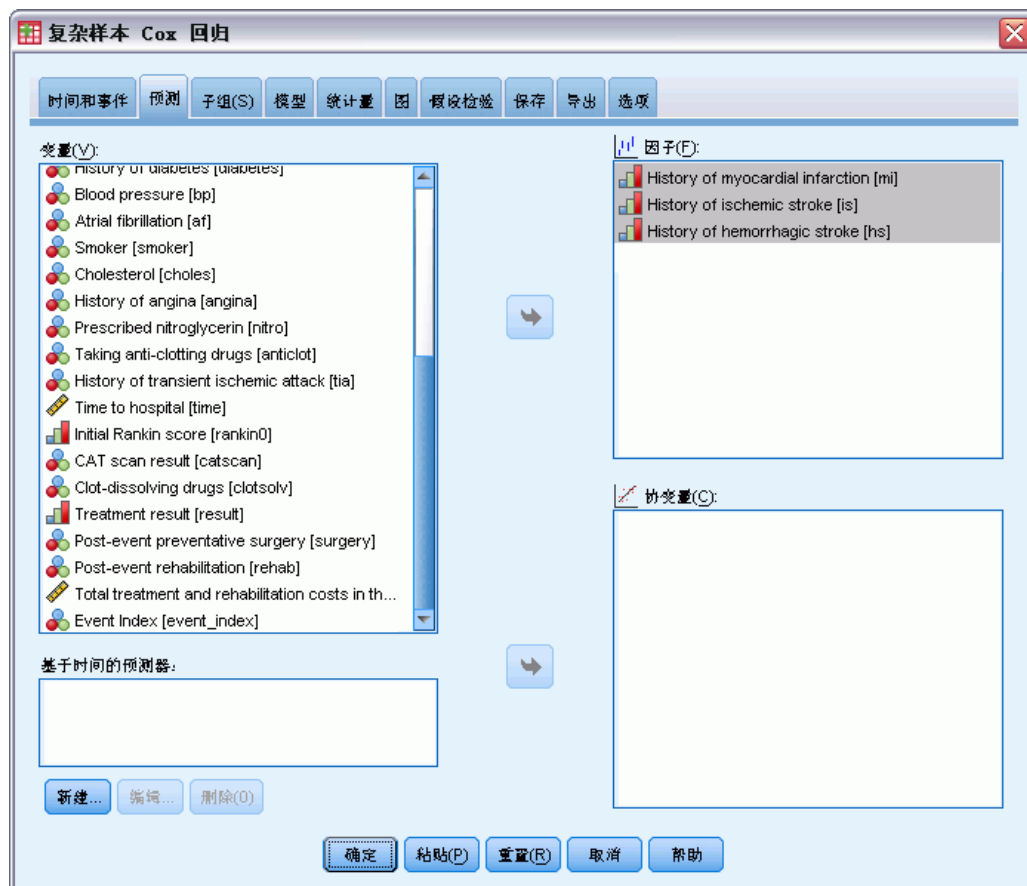 复杂样本 Cox 回归
时间和事件 预测 子组(S) 模型 统计量 图 假设检验 保存 导出 选项
变量(V):
History of diabetes [diabetes]
Blood pressure [bp]
Atrial fibrillation [af]
Smoker [smoker]
Cholesterol [choles]
History of angina [angina]
Prescribed nitroglycerin [nitro]
Taking anti-clotting drugs [anticlot]
History of transient ischemic attack [tia]
Time to hospital [time]
Initial Rankin score [rankin0]
CAT scan result [catscan]
Clot-dissolving drugs [clotsolv]
Treatment result [result]
Post-event preventative surgery [surgery]
Post-event rehabilitation [rehab]
Total treatment and rehabilitation costs in th...
Event Index [event_index]
基于时间的预测器:
新建... 编辑... 删除(O)
因子(F):
History of myocardial infarction [mi]
History of ischemic stroke [is]
History of hemorrhagic stroke [hs]
协变量(C):
确定 粘贴(P) 重置(R) 取消 帮助